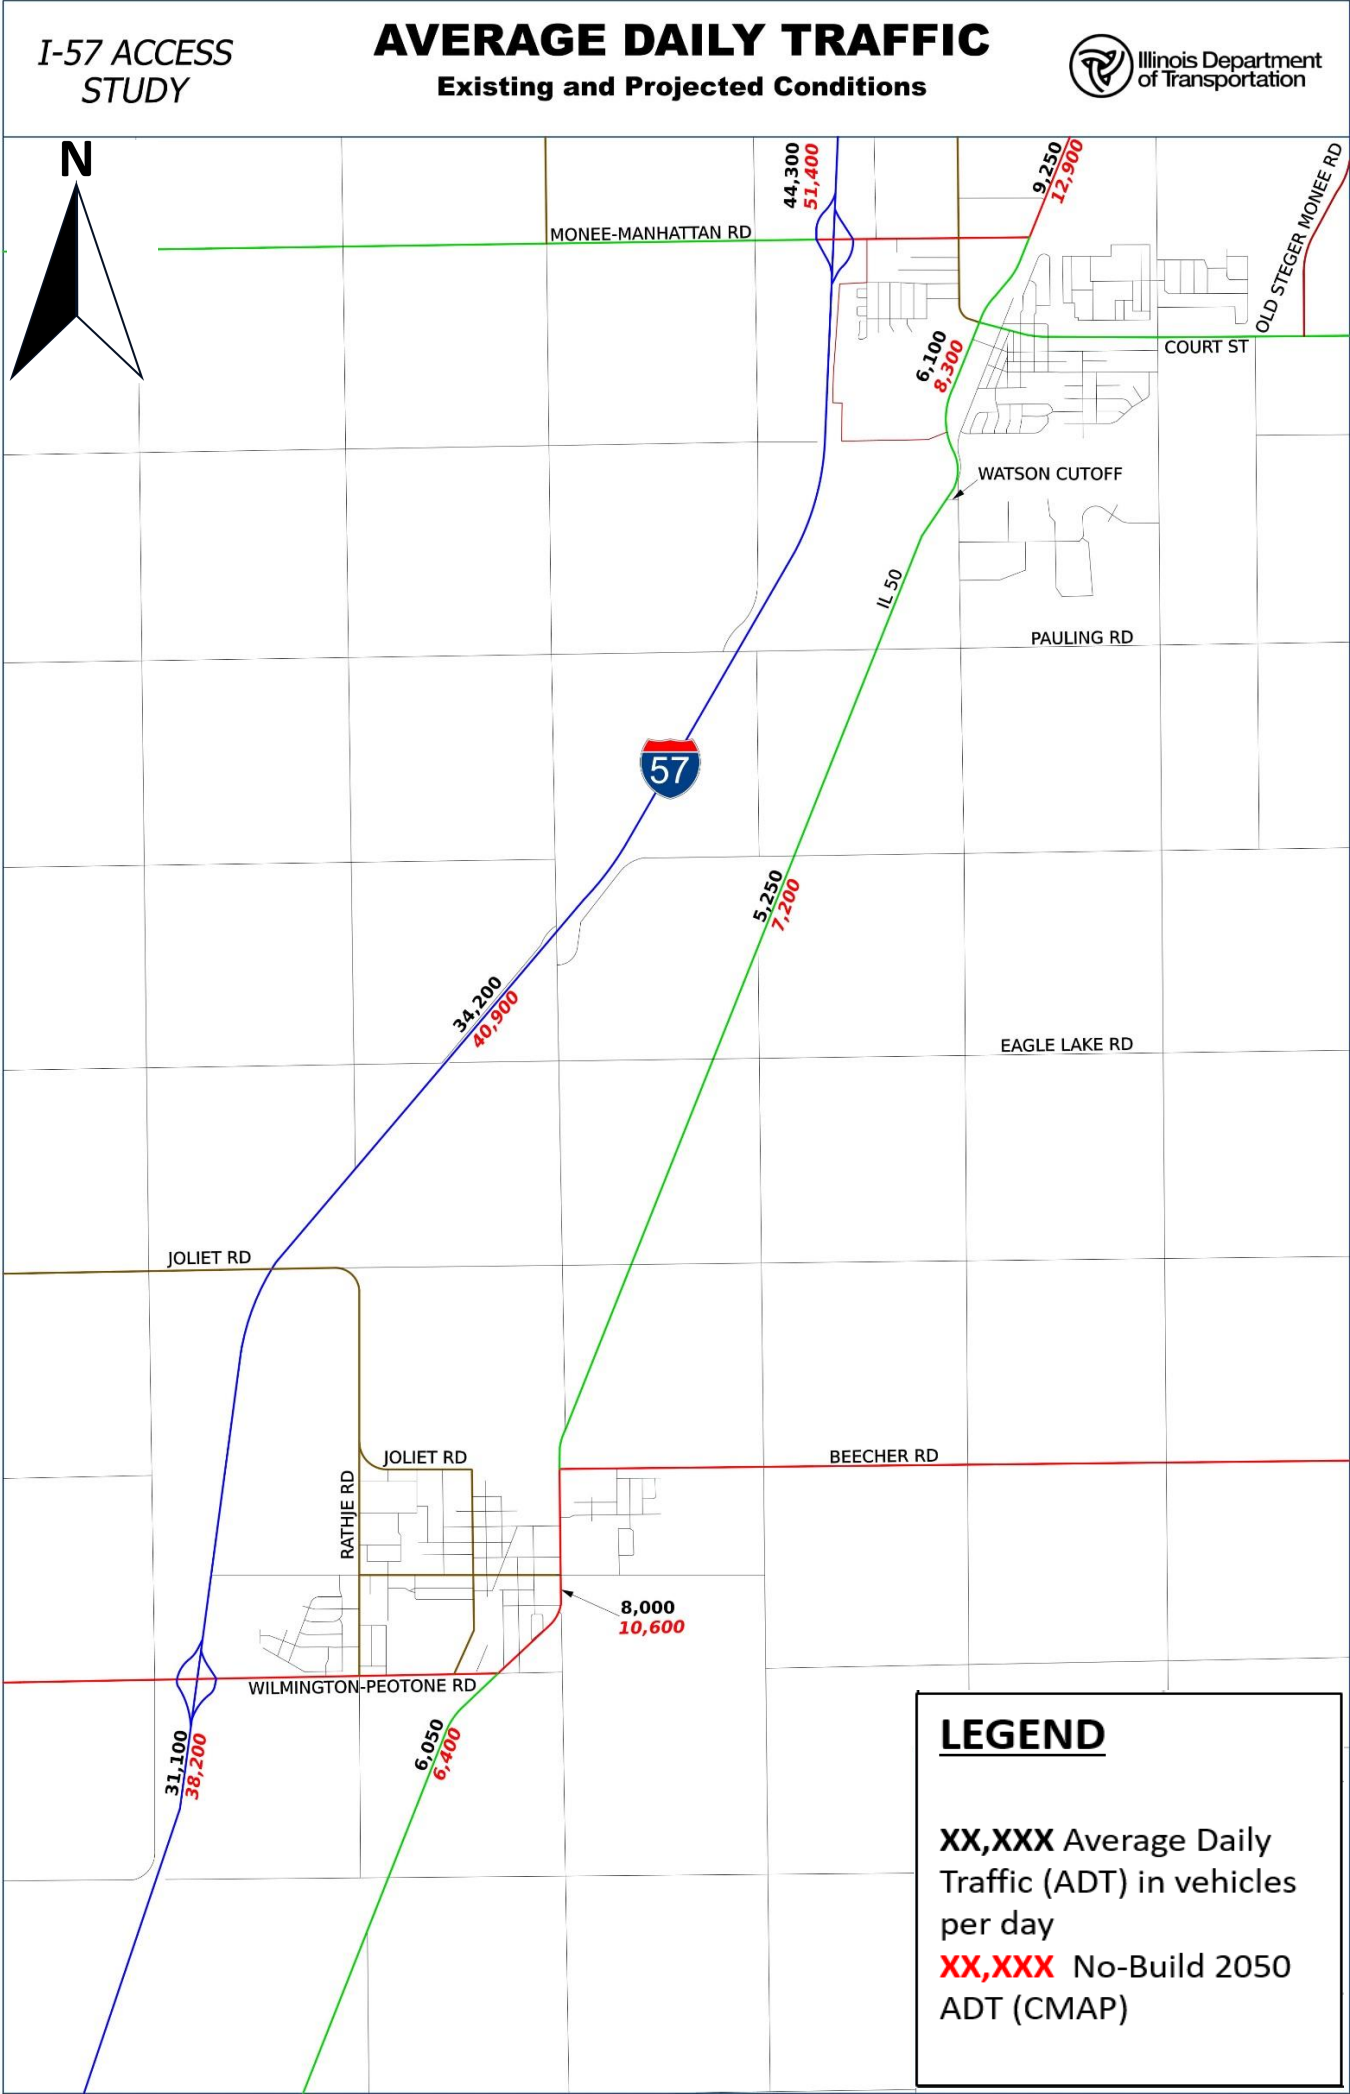 I-57 ACCESS
STUDY
AVERAGE DAILY TRAFFIC
Existing and Projected Conditions
Illinois Department
of Transportation
N
44,300
51,400
9,250
12,900
OLD STEGER MONEE RD
MONEE-MANHATTAN RD
COURT ST
6,100
8,300
WATSON CUTOFF
IL 50
PAULING RD
57
5,250
7,200
34,200
40,900
EAGLE LAKE RD
JOLIET RD
JOLIET RD
BEECHER RD
RATHJE RD
8,000
10,600
WILMINGTON-PEOTONE RD
31,100
38,200
6,050
6,400
LEGEND
XX,XXX Average Daily
Traffic (ADT) in vehicles
per day
XX,XXX No-Build 2050
ADT (CMAP)